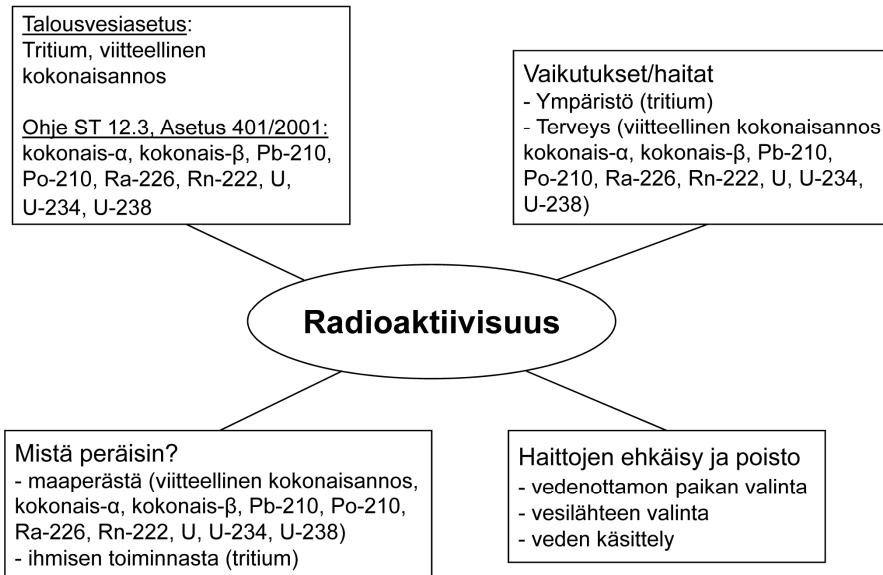 Talousvesiasetus:
Tritium, viitteellinen
kokonaisannos
Ohje ST 12.3, Asetus 401/2001:
kokonais-α, kokonais-β, Pb-210,
Po-210, Ra-226, Rn-222, U,
U-234, U-238
Vaikutukset/haitat
- Ympäristö (tritium)
- Terveys (viitteellinen kokonaisannos
kokonais-α, kokonais-β, Pb-210,
Po-210, Ra-226, Rn-222, U, U-234,
U-238)
Radioaktiivisuus
Mistä peräisin?
- maaperästä (viitteellinen kokonaisannos,
kokonais-α, kokonais-β, Pb-210, Po-210,
Ra-226, Rn-222, U, U-234, U-238)
- ihmisen toiminnasta (tritium)
Haittojen ehkäisy ja poisto
- vedenottamon paikan valinta
- vesilähteen valinta
- veden käsittely